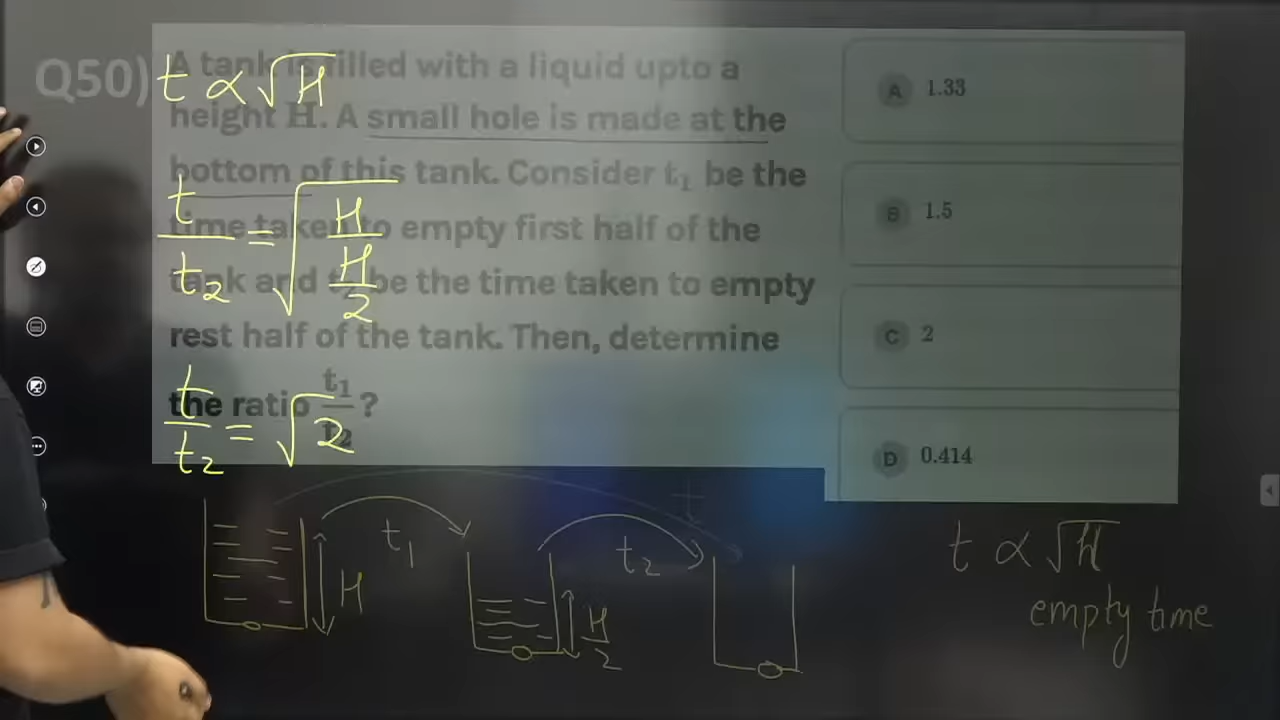 Q50)
A tank is filled with a liquid upto a
height H. A small hole is made at the
bottom of this tank. Consider t₁ be the
time taken to empty first half of the
tank and t₂ be the time taken to empty
rest half of the tank. Then, determine
the ratio t₁/t₂ ?
A 1.33
B 1.5
C 2
D 0.414
t ∝ √H
t/t₂ = √(H/(H/2))
t/t₂ = √2
t
t₁
t₂
H
H/2
t ∝ √H
empty time